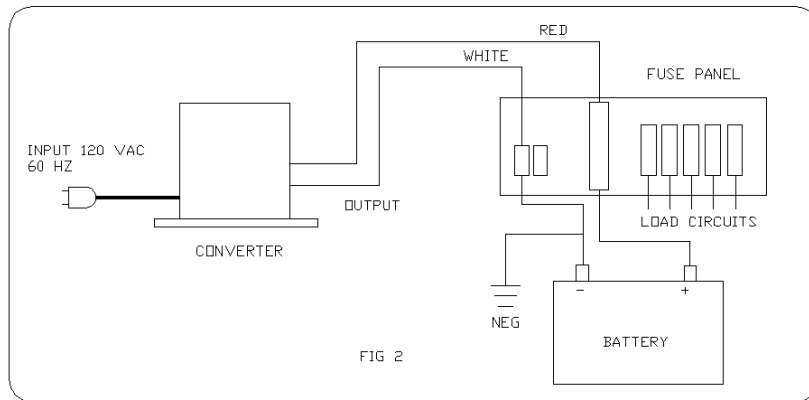 RED
WHITE
FUSE PANEL
INPUT 120 VAC
60 HZ
OUTPUT
LOAD CIRCUITS
CONVERTER
- +
NEG
BATTERY
FIG 2